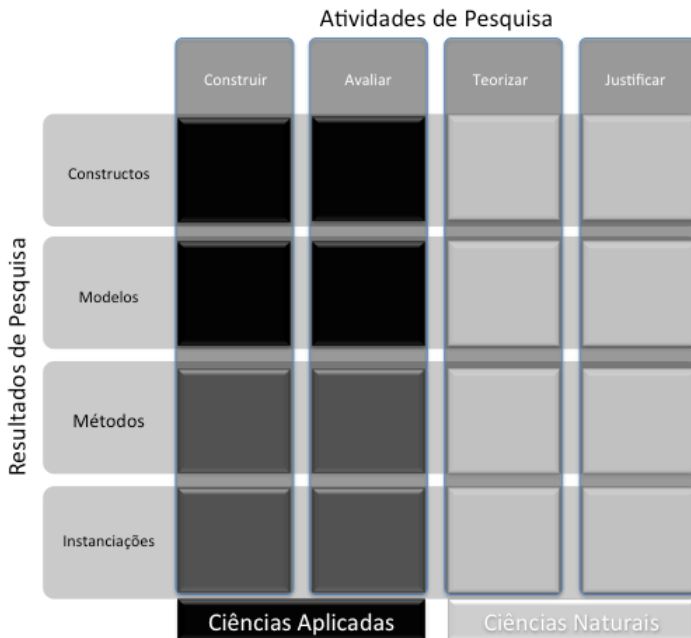 Atividades de Pesquisa
Construir
Avaliar
Teorizar
Justificar
Resultados de Pesquisa
Constructos
Modelos
Métodos
Instanciações
Ciências Aplicadas
Ciências Naturais